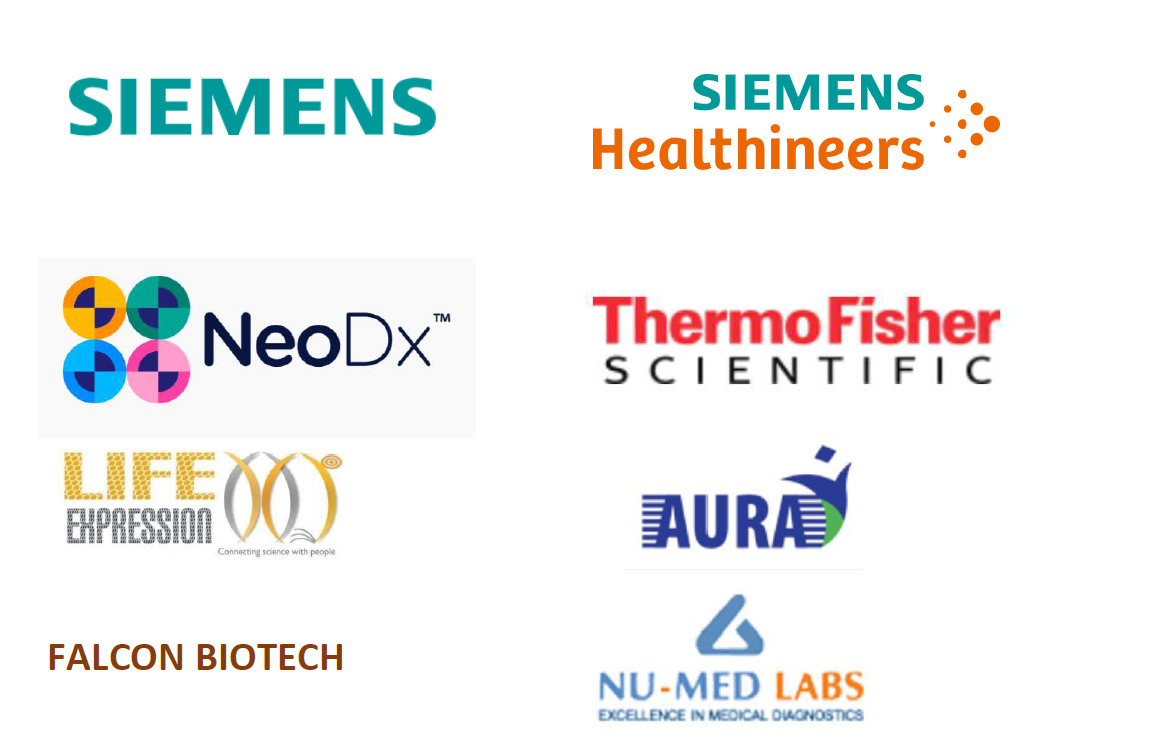 SIEMENS
SIEMENS
Healthineers
NeoDx™
ThermoFisher
SCIENTIFIC
LIFE
EXPRESSION
Connecting science with people
AURA
FALCON BIOTECH
NU-MED LABS
EXCELLENCE IN MEDICAL DIAGNOSTICS